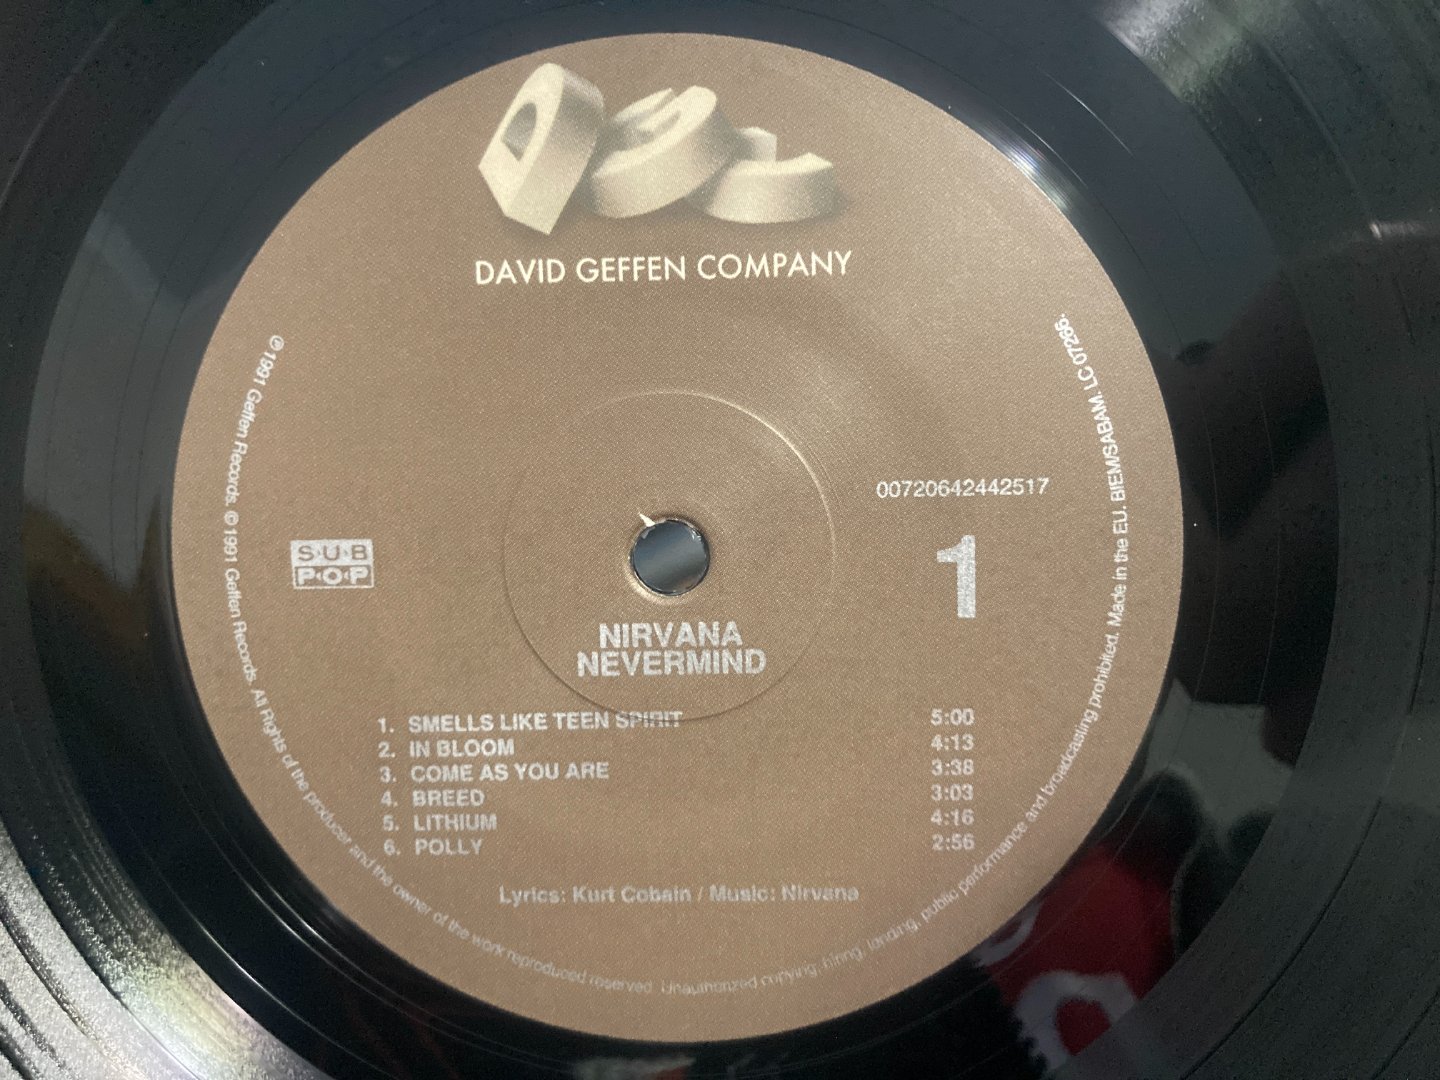 DGC
DAVID GEFFEN COMPANY
℗ 1991 Geffen Records. © 1991 Geffen Records. All Rights of the producer and the owner of the work reproduced reserved. Unauthorized copying, hiring, lending, public performance and broadcasting prohibited. Made in the EU. BIEM/SABAM. LC 07266.
00720642442517
SUB
POP
1
NIRVANA
NEVERMIND
1. SMELLS LIKE TEEN SPIRIT 5:00
2. IN BLOOM 4:13
3. COME AS YOU ARE 3:38
4. BREED 3:03
5. LITHIUM 4:16
6. POLLY 2:56
Lyrics: Kurt Cobain / Music: Nirvana